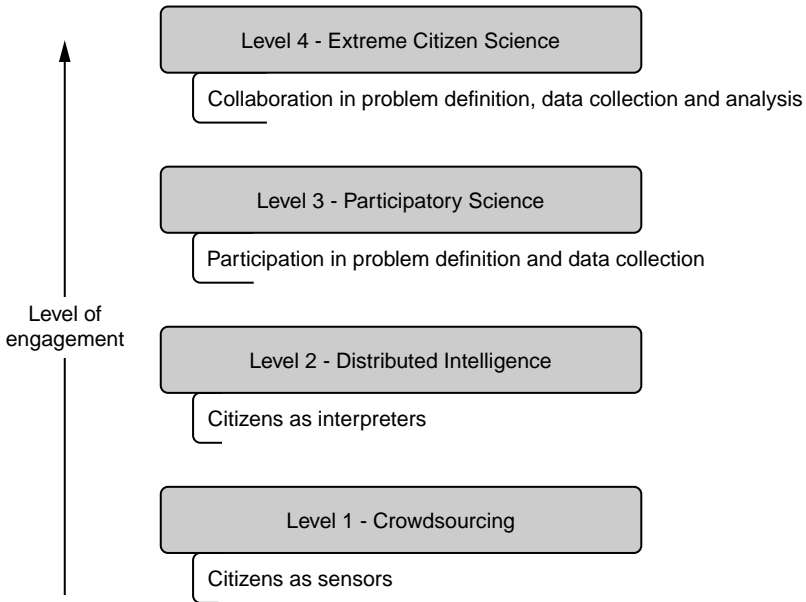 Level 4 - Extreme Citizen Science
Collaboration in problem definition, data collection and analysis
Level 3 - Participatory Science
Participation in problem definition and data collection
Level of
engagement
Level 2 - Distributed Intelligence
Citizens as interpreters
Level 1 - Crowdsourcing
Citizens as sensors